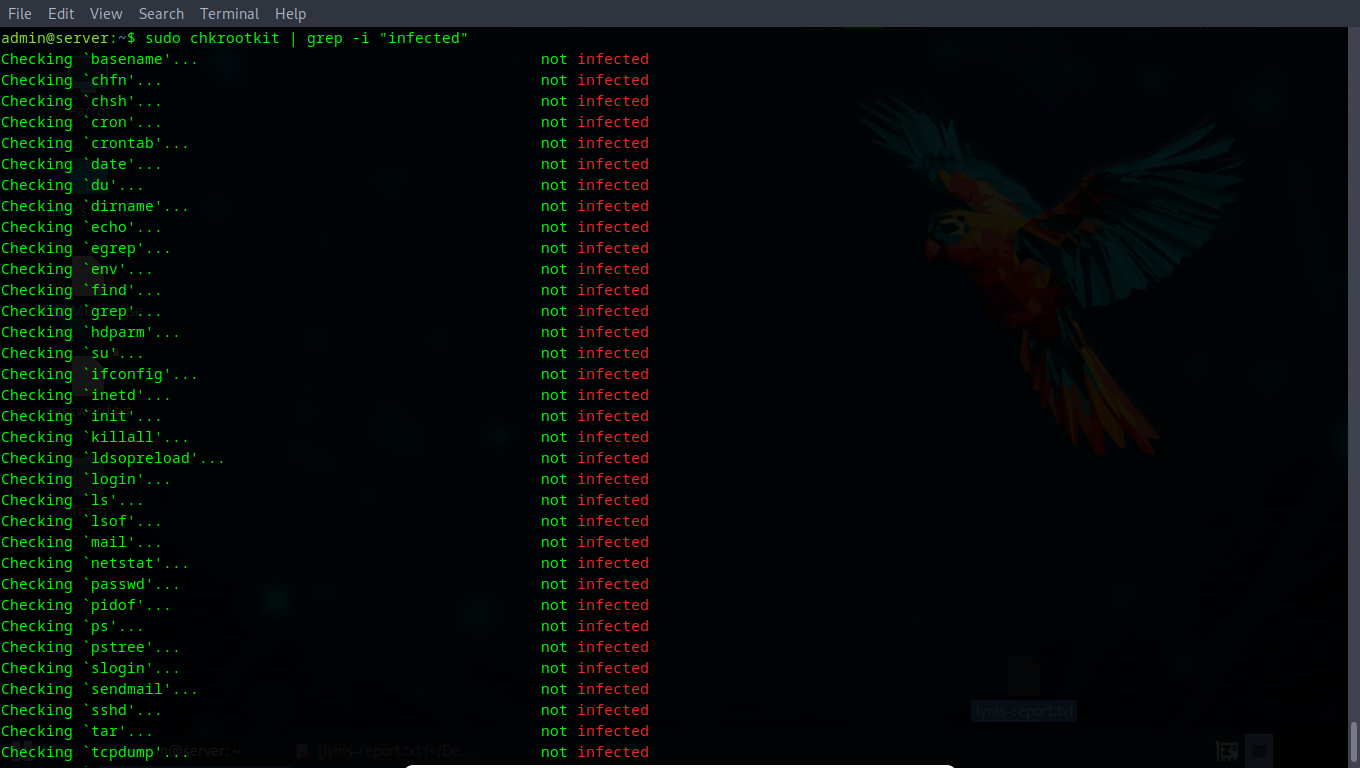 File Edit View Search Terminal Help
admin@server:~$ sudo chkrootkit | grep -i "infected"
Checking `basename'... not infected
Checking `chfn'... not infected
Checking `chsh'... not infected
Checking `cron'... not infected
Checking `crontab'... not infected
Checking `date'... not infected
Checking `du'... not infected
Checking `dirname'... not infected
Checking `echo'... not infected
Checking `egrep'... not infected
Checking `env'... not infected
Checking `find'... not infected
Checking `grep'... not infected
Checking `hdparm'... not infected
Checking `su'... not infected
Checking `ifconfig'... not infected
Checking `inetd'... not infected
Checking `init'... not infected
Checking `killall'... not infected
Checking `ldsopreload'... not infected
Checking `login'... not infected
Checking `ls'... not infected
Checking `lsof'... not infected
Checking `mail'... not infected
Checking `netstat'... not infected
Checking `passwd'... not infected
Checking `pidof'... not infected
Checking `ps'... not infected
Checking `pstree'... not infected
Checking `slogin'... not infected
Checking `sendmail'... not infected
Checking `sshd'... not infected
lynis-report.txt
Checking `tar'... not infected
Checking `tcpdump'... not infected
[lynis-report.txt (~/De...